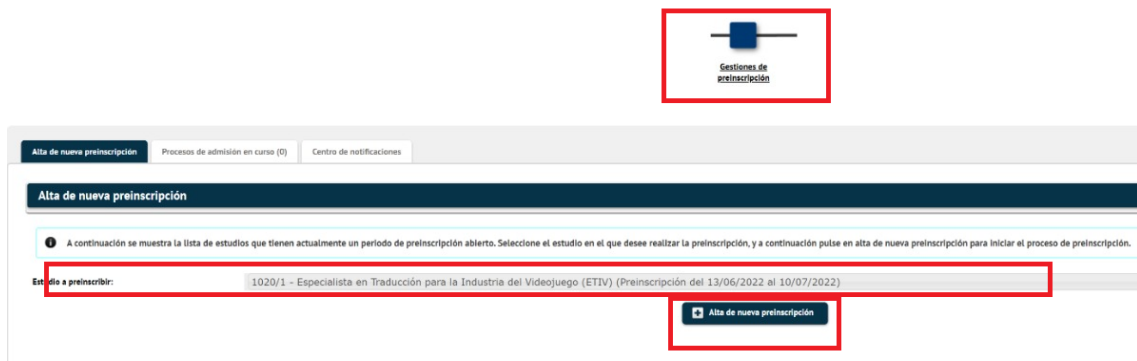 Gestiones de
preinscripción
Alta de nueva preinscripción Procesos de admisión en curso (0) Centro de notificaciones
Alta de nueva preinscripción
A continuación se muestra la lista de estudios que tienen actualmente un periodo de preinscripción abierto. Seleccione el estudio en el que desee realizar la preinscripción, y a continuación pulse en alta de nueva preinscripción para iniciar el proceso de preinscripción.
Estudio a preinscribir: 1020/1 - Especialista en Traducción para la Industria del Videojuego (ETIV) (Preinscripción del 13/06/2022 al 10/07/2022)
Alta de nueva preinscripción